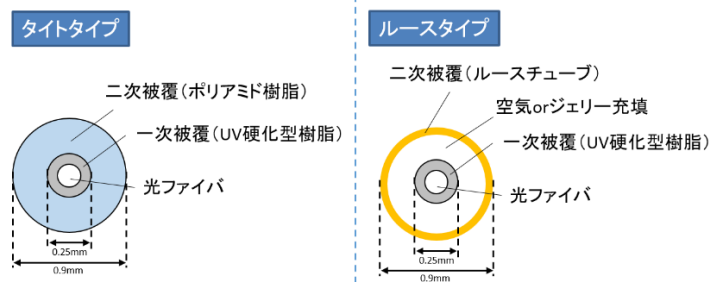 タイトタイプ
二次被覆(ポリアミド樹脂)
一次被覆(UV硬化型樹脂)
光ファイバ
0.25mm
0.9mm
ルースタイプ
二次被覆(ルースチューブ)
空気orジェリー充填
一次被覆(UV硬化型樹脂)
光ファイバ
0.25mm
0.9mm